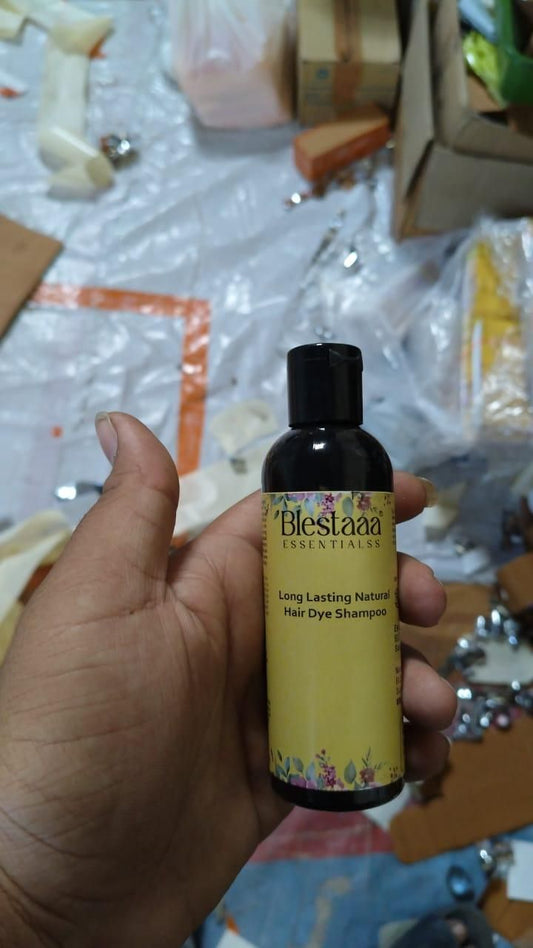 Blestaaa
ESSENTIALSS
Long Lasting Natural
Hair Dye Shampoo